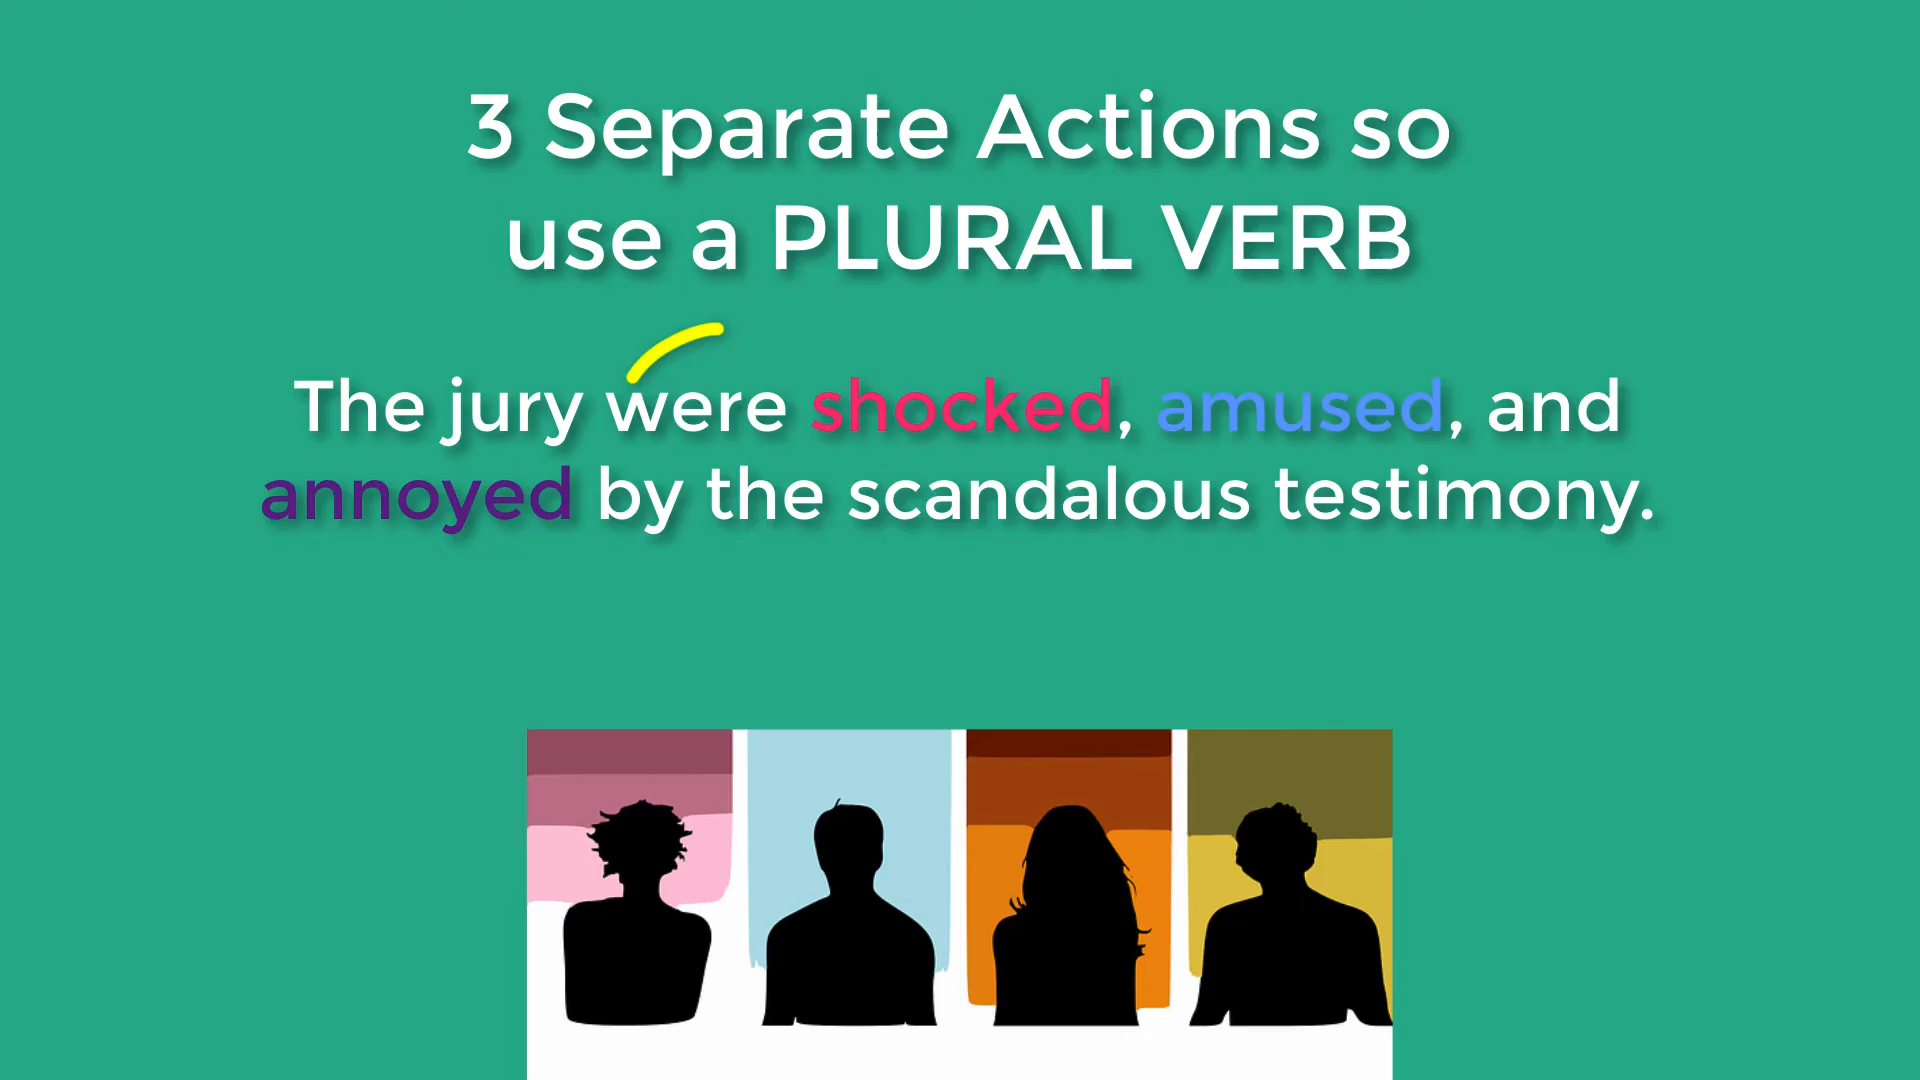 3 Separate Actions so
use a PLURAL VERB
The jury were shocked, amused, and
annoyed by the scandalous testimony.